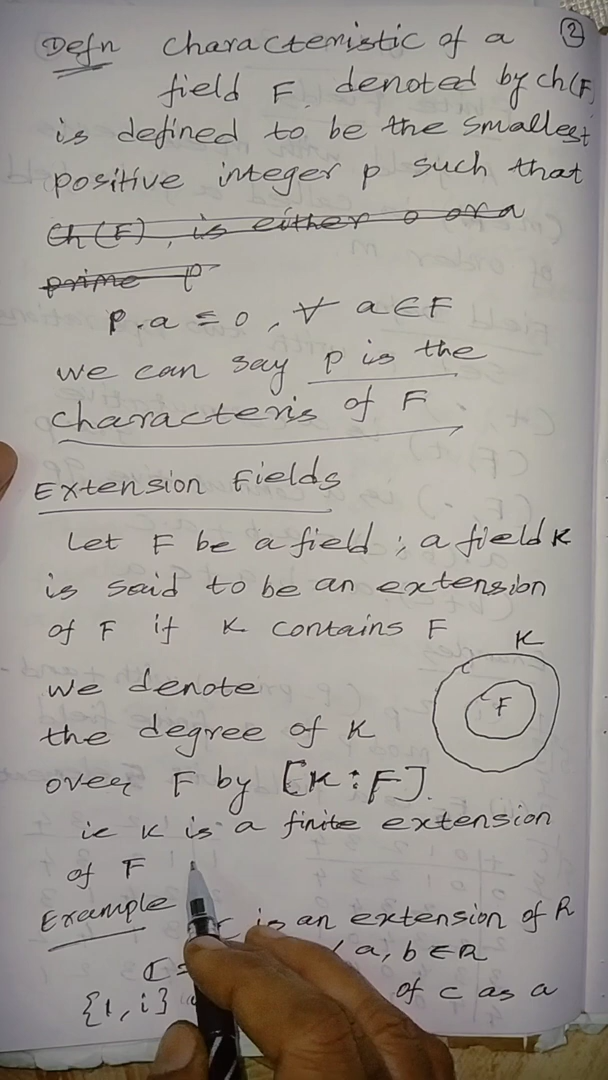 ②
Defn Characteristic of a
field F, denoted by ch(F)
is defined to be the smallest
positive integer p such that
ch(F), is either 0 or a
prime p
p.a = 0, ∀ a∈F
we can say p is the
characteris of F
Extension Fields
Let F be a field; a field K
is said to be an extension
of F if K contains F
K
F
we denote
the degree of K
over F by [K:F].
ie K is a finite extension
of F
Example
is an extension of R
/ a, b ∈ R
{1, i} of C as a